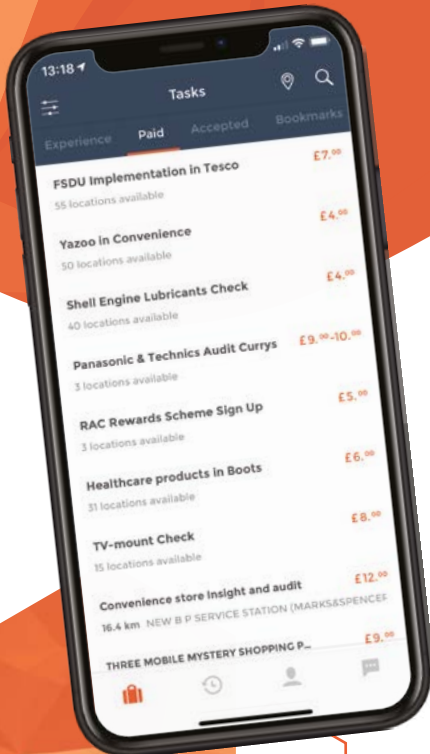 13:18
Tasks
Experience Paid Accepted Bookmarks
FSDU Implementation in Tesco £7.00
55 locations available
Yazoo in Convenience £4.00
50 locations available
Shell Engine Lubricants Check £4.00
40 locations available
Panasonic & Technics Audit Currys £9.00-10.00
3 locations available
RAC Rewards Scheme Sign Up £5.00
3 locations available
Healthcare products in Boots £6.00
31 locations available
TV-mount Check £8.00
15 locations available
Convenience store insight and audit £12.00
16.4 km NEW B P SERVICE STATION (MARKS&SPENCER
THREE MOBILE MYSTERY SHOPPING P... £9.00